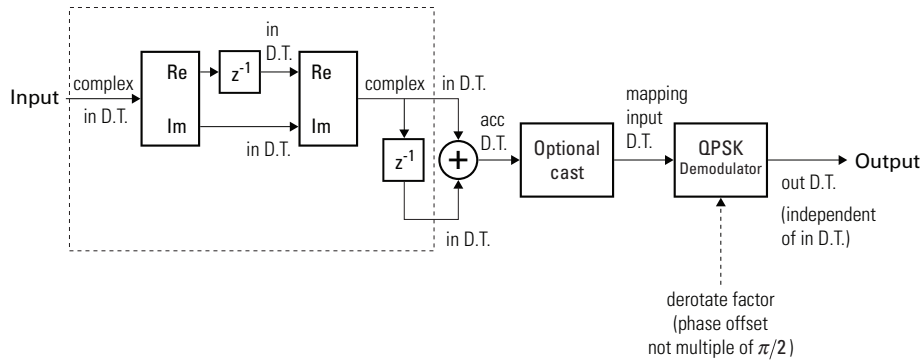 Input
complex
in D.T.
Re
Im
z-1
in
D.T.
Re
Im
in D.T.
complex
z-1
in D.T.
+
in D.T.
acc
D.T.
Optional
cast
mapping
input
D.T.
QPSK
Demodulator
Output
out D.T.
(independent
of in D.T.)
derotate factor
(phase offset
not multiple of π/2 )